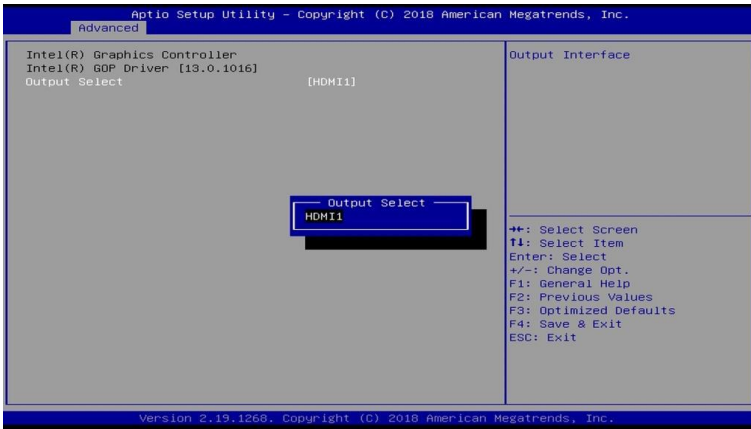 Aptio Setup Utility – Copyright (C) 2018 American Megatrends, Inc.
Advanced
Intel(R) Graphics Controller
Intel(R) GOP Driver [13.0.1016]
Output Select [HDMI1]
Output Interface
Output Select
HDMI1
→←: Select Screen
↑↓: Select Item
Enter: Select
+/-: Change Opt.
F1: General Help
F2: Previous Values
F3: Optimized Defaults
F4: Save & Exit
ESC: Exit
Version 2.19.1268. Copyright (C) 2018 American Megatrends, Inc.